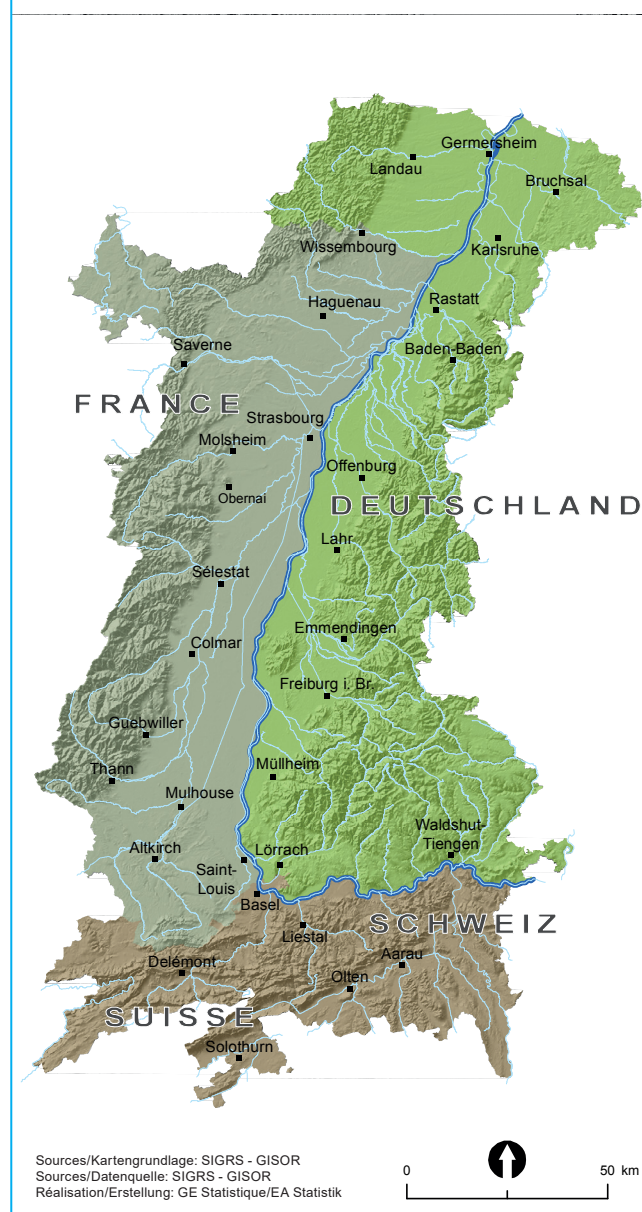 Germersheim
Landau
Bruchsal
Wissembourg
Karlsruhe
Haguenau
Rastatt
Saverne
Baden-Baden
FRANCE
Strasbourg
Molsheim
Offenburg
Obernai
DEUTSCHLAND
Lahr
Sélestat
Emmendingen
Colmar
Freiburg i. Br.
Guebwiller
Müllheim
Thann
Mulhouse
Waldshut-
Tiengen
Altkirch
Lörrach
Saint-
Louis
Basel
SCHWEIZ
Liestal
Aarau
Delémont
Olten
SUISSE
Solothurn
Sources/Kartengrundlage: SIGRS - GISOR
Sources/Datenquelle: SIGRS - GISOR
Réalisation/Erstellung: GE Statistique/EA Statistik
0 50 km